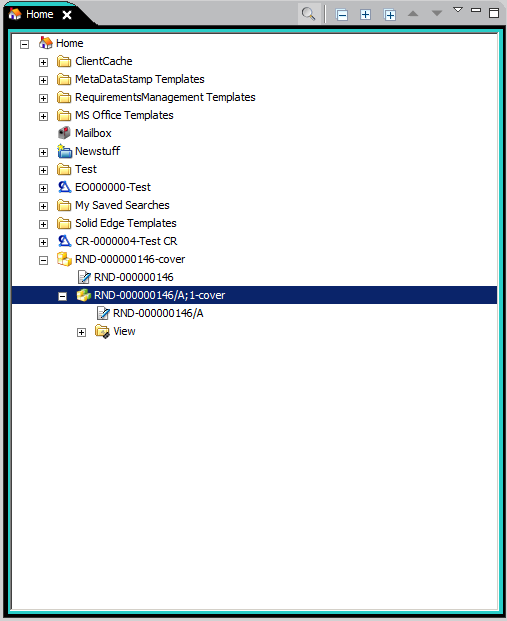 Home
Home
ClientCache
MetaDataStamp Templates
RequirementsManagement Templates
MS Office Templates
Mailbox
Newstuff
Test
EO000000-Test
My Saved Searches
Solid Edge Templates
CR-0000004-Test CR
RND-000000146-cover
RND-000000146
RND-000000146/A;1-cover
RND-000000146/A
View